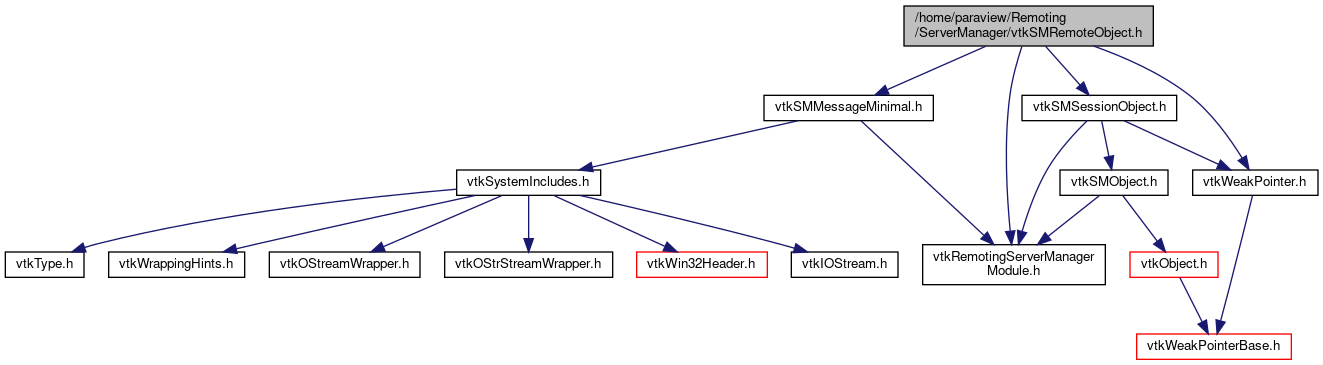 /home/paraview/Remoting
/ServerManager/vtkSMRemoteObject.h
vtkSMMessageMinimal.h
vtkSMSessionObject.h
vtkSystemIncludes.h
vtkSMObject.h
vtkWeakPointer.h
vtkType.h
vtkWrappingHints.h
vtkOStreamWrapper.h
vtkOStrStreamWrapper.h
vtkWin32Header.h
vtkIOStream.h
vtkRemotingServerManager
Module.h
vtkObject.h
vtkWeakPointerBase.h